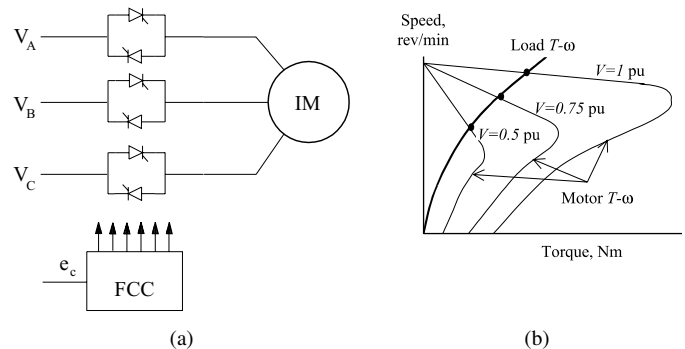 V_A
V_B
V_C
IM
e_c
FCC
(a)
Speed,
rev/min
Load T-ω
V=1 pu
V=0.75 pu
V=0.5 pu
Motor T-ω
Torque, Nm
(b)